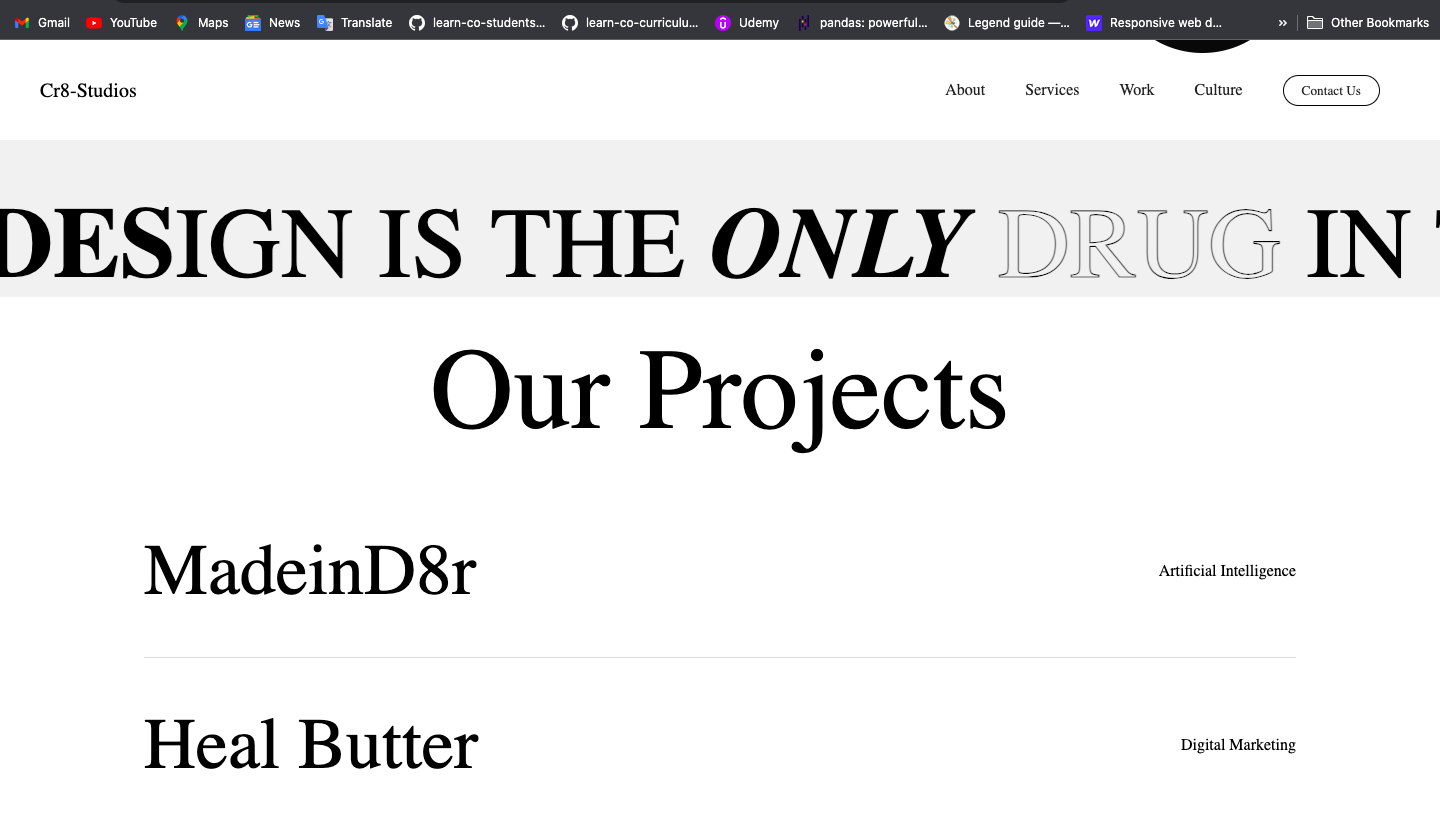 Gmail YouTube Maps News Translate learn-co-students... learn-co-curriculu... Udemy pandas: powerful... Legend guide —... Responsive web d... » Other Bookmarks
Cr8-Studios About Services Work Culture Contact Us
DESIGN IS THE ONLY DRUG IN
Our Projects
MadeinD8r Artificial Intelligence
Heal Butter Digital Marketing